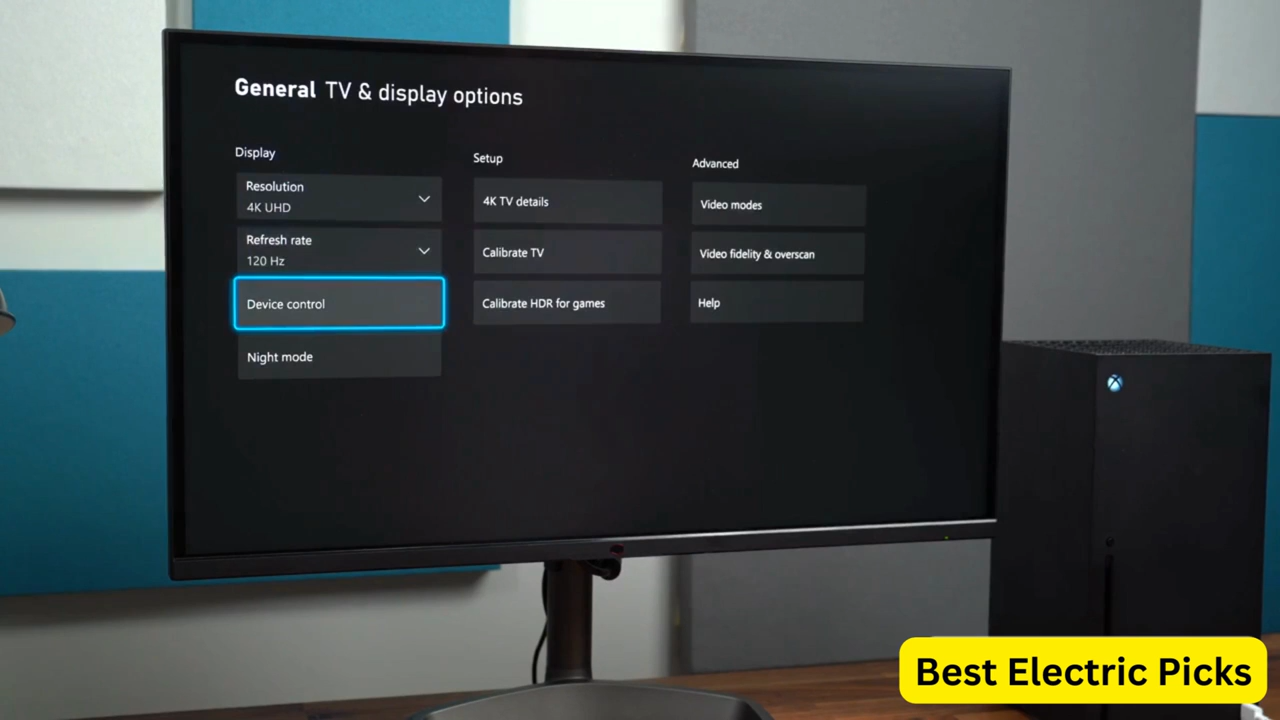 General TV & display options
Display
Resolution
4K UHD
Refresh rate
120 Hz
Device control
Night mode
Setup
4K TV details
Calibrate TV
Calibrate HDR for games
Advanced
Video modes
Video fidelity & overscan
Help
Best Electric Picks